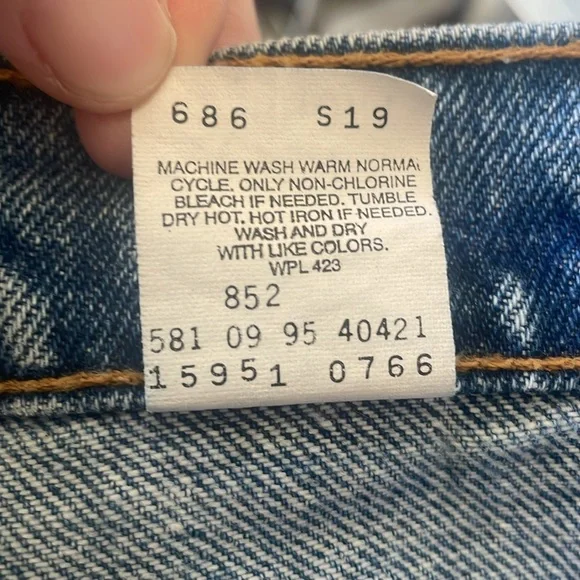 686 S19
MACHINE WASH WARM NORMAL
CYCLE. ONLY NON-CHLORINE
BLEACH IF NEEDED. TUMBLE
DRY HOT. HOT IRON IF NEEDED.
WASH AND DRY
WITH LIKE COLORS.
WPL 423
852
581 09 95 40421
15951 0766